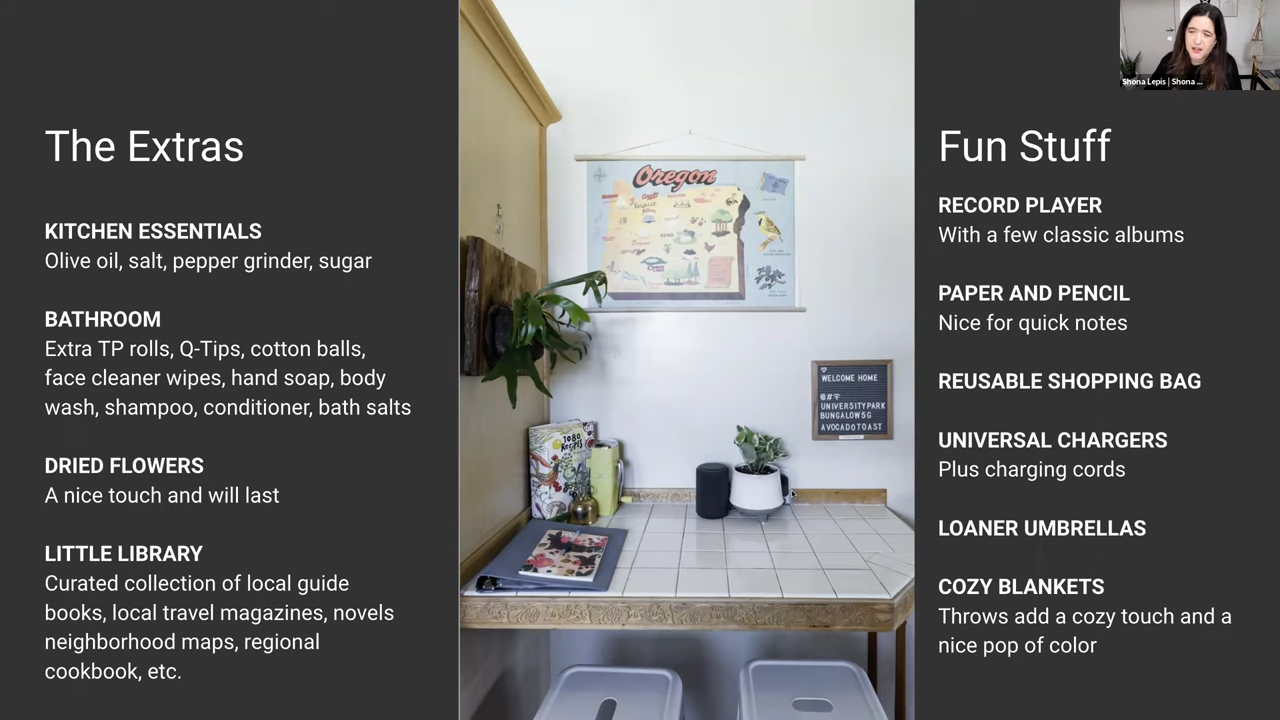 The Extras
KITCHEN ESSENTIALS
Olive oil, salt, pepper grinder, sugar
BATHROOM
Extra TP rolls, Q-Tips, cotton balls,
face cleaner wipes, hand soap, body
wash, shampoo, conditioner, bath salts
DRIED FLOWERS
A nice touch and will last
LITTLE LIBRARY
Curated collection of local guide
books, local travel magazines, novels
neighborhood maps, regional
cookbook, etc.
Oregon
WELCOME HOME
@#
UNIVERSITYPARK
BUNGALOW5G
AVOCADOTOAST
1080
RECIPES
Shona Lepis | Shona ...
Fun Stuff
RECORD PLAYER
With a few classic albums
PAPER AND PENCIL
Nice for quick notes
REUSABLE SHOPPING BAG
UNIVERSAL CHARGERS
Plus charging cords
LOANER UMBRELLAS
COZY BLANKETS
Throws add a cozy touch and a
nice pop of color